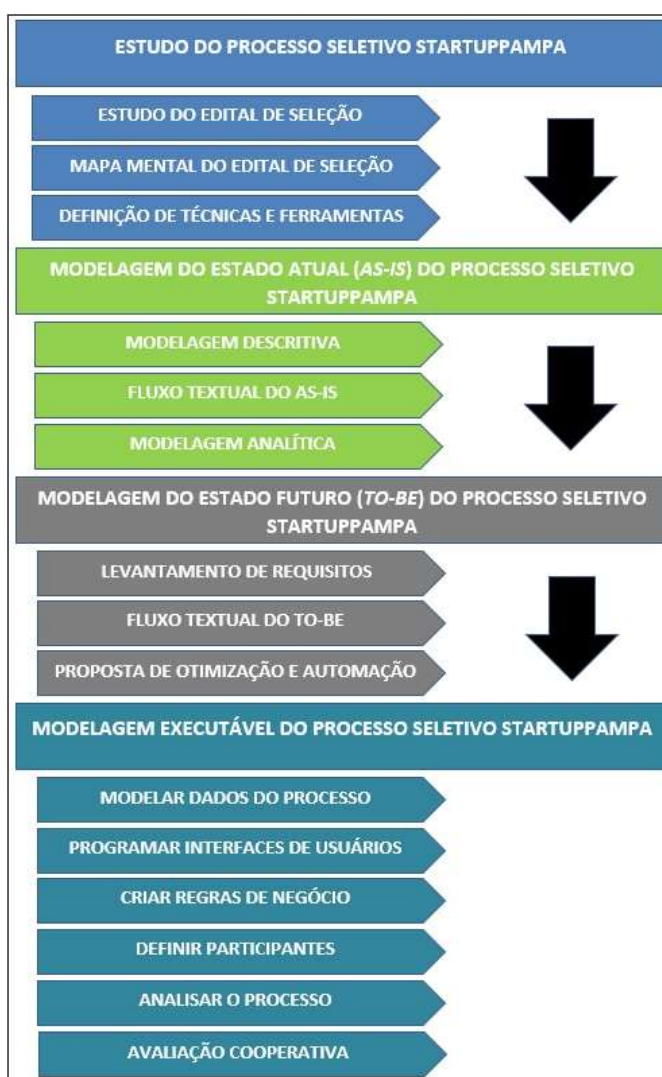 ESTUDO DO PROCESSO SELETIVO STARTUPPAMPA
ESTUDO DO EDITAL DE SELEÇÃO
MAPA MENTAL DO EDITAL DE SELEÇÃO
DEFINIÇÃO DE TÉCNICAS E FERRAMENTAS
MODELAGEM DO ESTADO ATUAL (AS-IS) DO PROCESSO SELETIVO
STARTUPPAMPA
MODELAGEM DESCRITIVA
FLUXO TEXTUAL DO AS-IS
MODELAGEM ANALÍTICA
MODELAGEM DO ESTADO FUTURO (TO-BE) DO PROCESSO SELETIVO
STARTUPPAMPA
LEVANTAMENTO DE REQUISITOS
FLUXO TEXTUAL DO TO-BE
PROPOSTA DE OTIMIZAÇÃO E AUTOMAÇÃO
MODELAGEM EXECUTÁVEL DO PROCESSO SELETIVO STARTUPPAMPA
MODELAR DADOS DO PROCESSO
PROGRAMAR INTERFACES DE USUÁRIOS
CRIAR REGRAS DE NEGÓCIO
DEFINIR PARTICIPANTES
ANALISAR O PROCESSO
AVALIAÇÃO COOPERATIVA